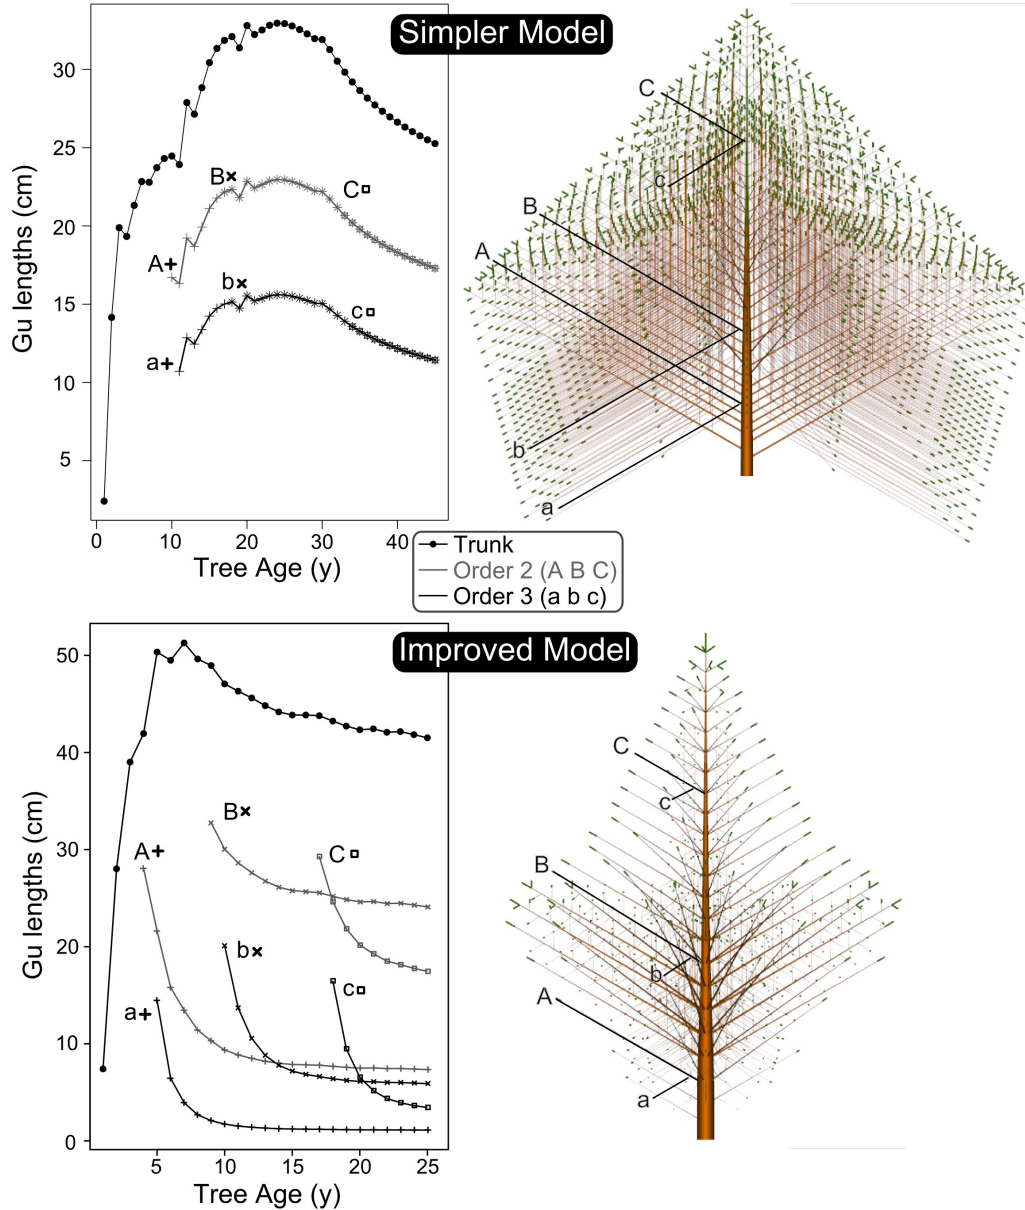 Simpler Model
Gu lengths (cm)
30
25
20
15
10
5
B×
C□
A+
b×
c□
a+
0 10 20 30 40
Tree Age (y)
C
c
B
A
b
a
Trunk
Order 2 (A B C)
Order 3 (a b c)
Improved Model
Gu lengths (cm)
50
40
30
20
10
0
B×
A+
C□
b×
c□
a+
5 10 15 20 25
Tree Age (y)
C
c
B
b
A
a